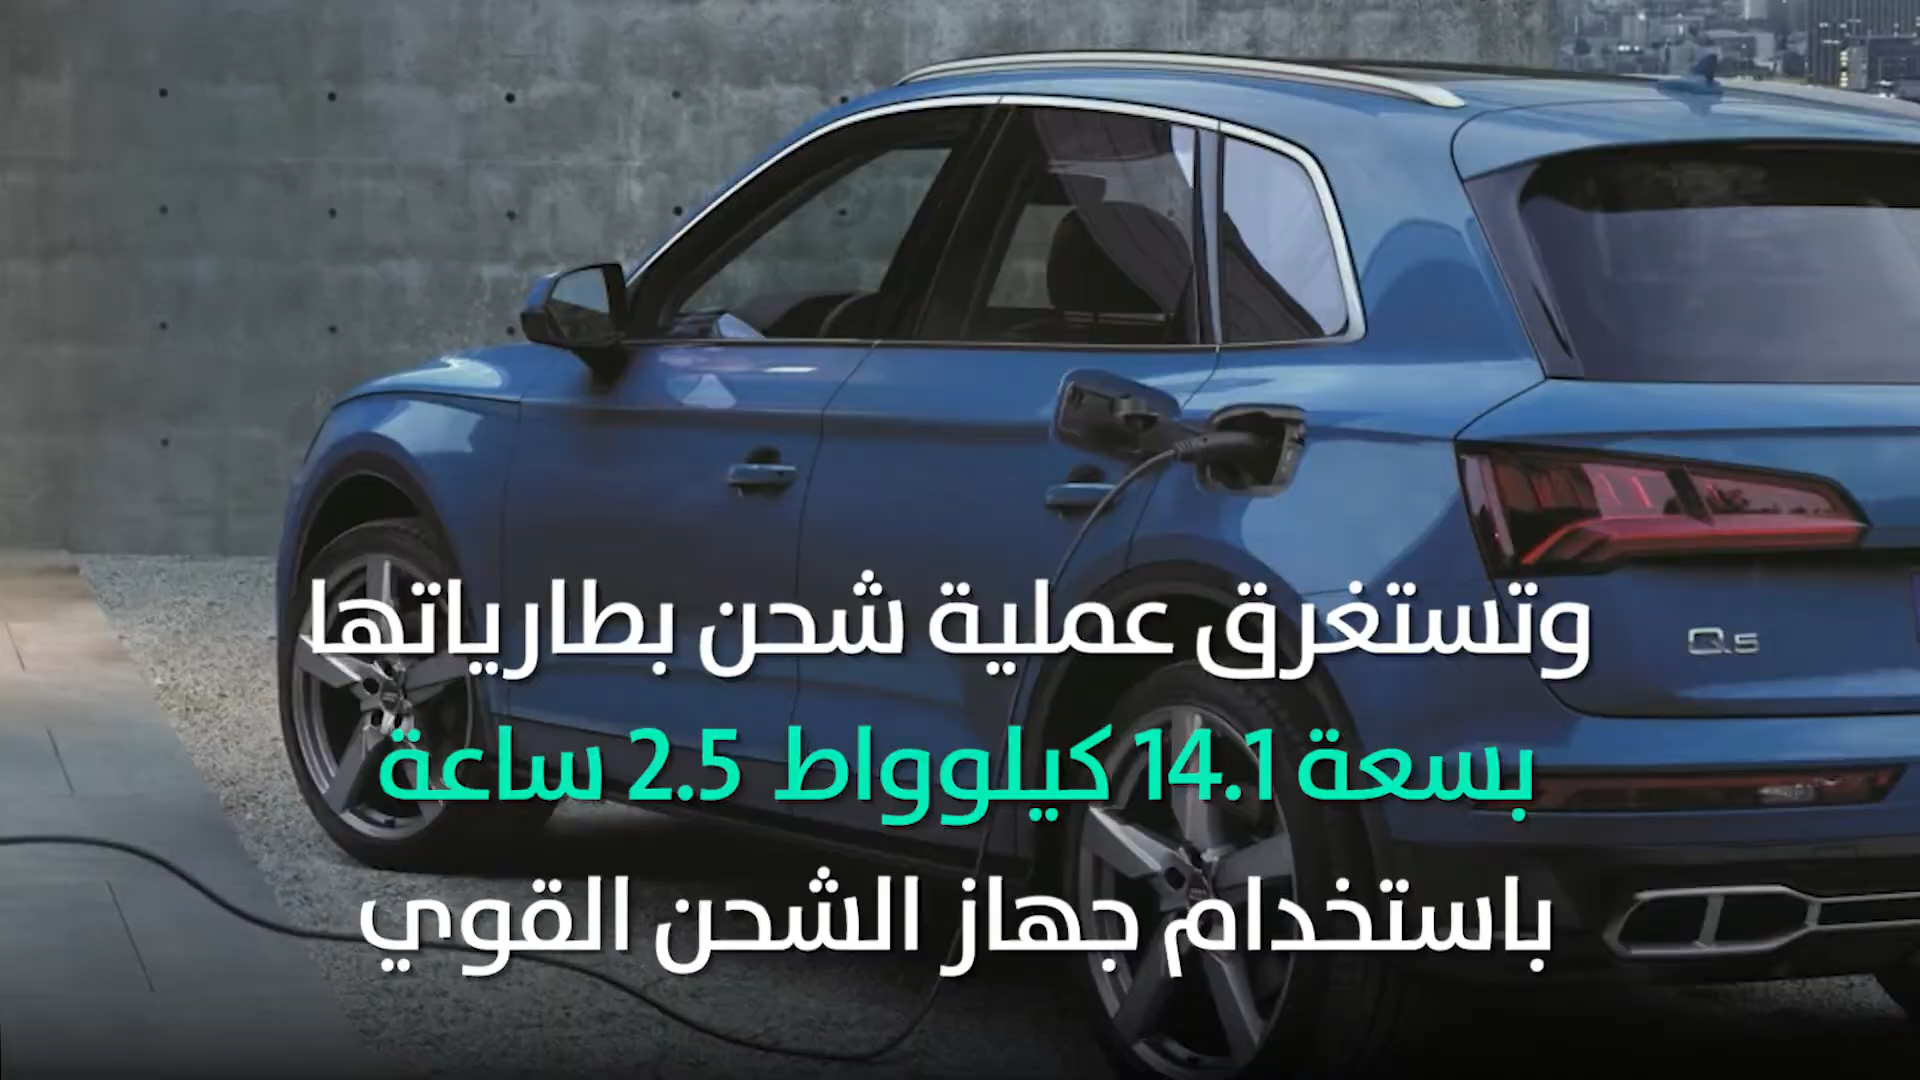 Q5
وتستغرق عملية شحن بطارياتها
بسعة 14.1 كيلوواط 2.5 ساعة
باستخدام جهاز الشحن القوي